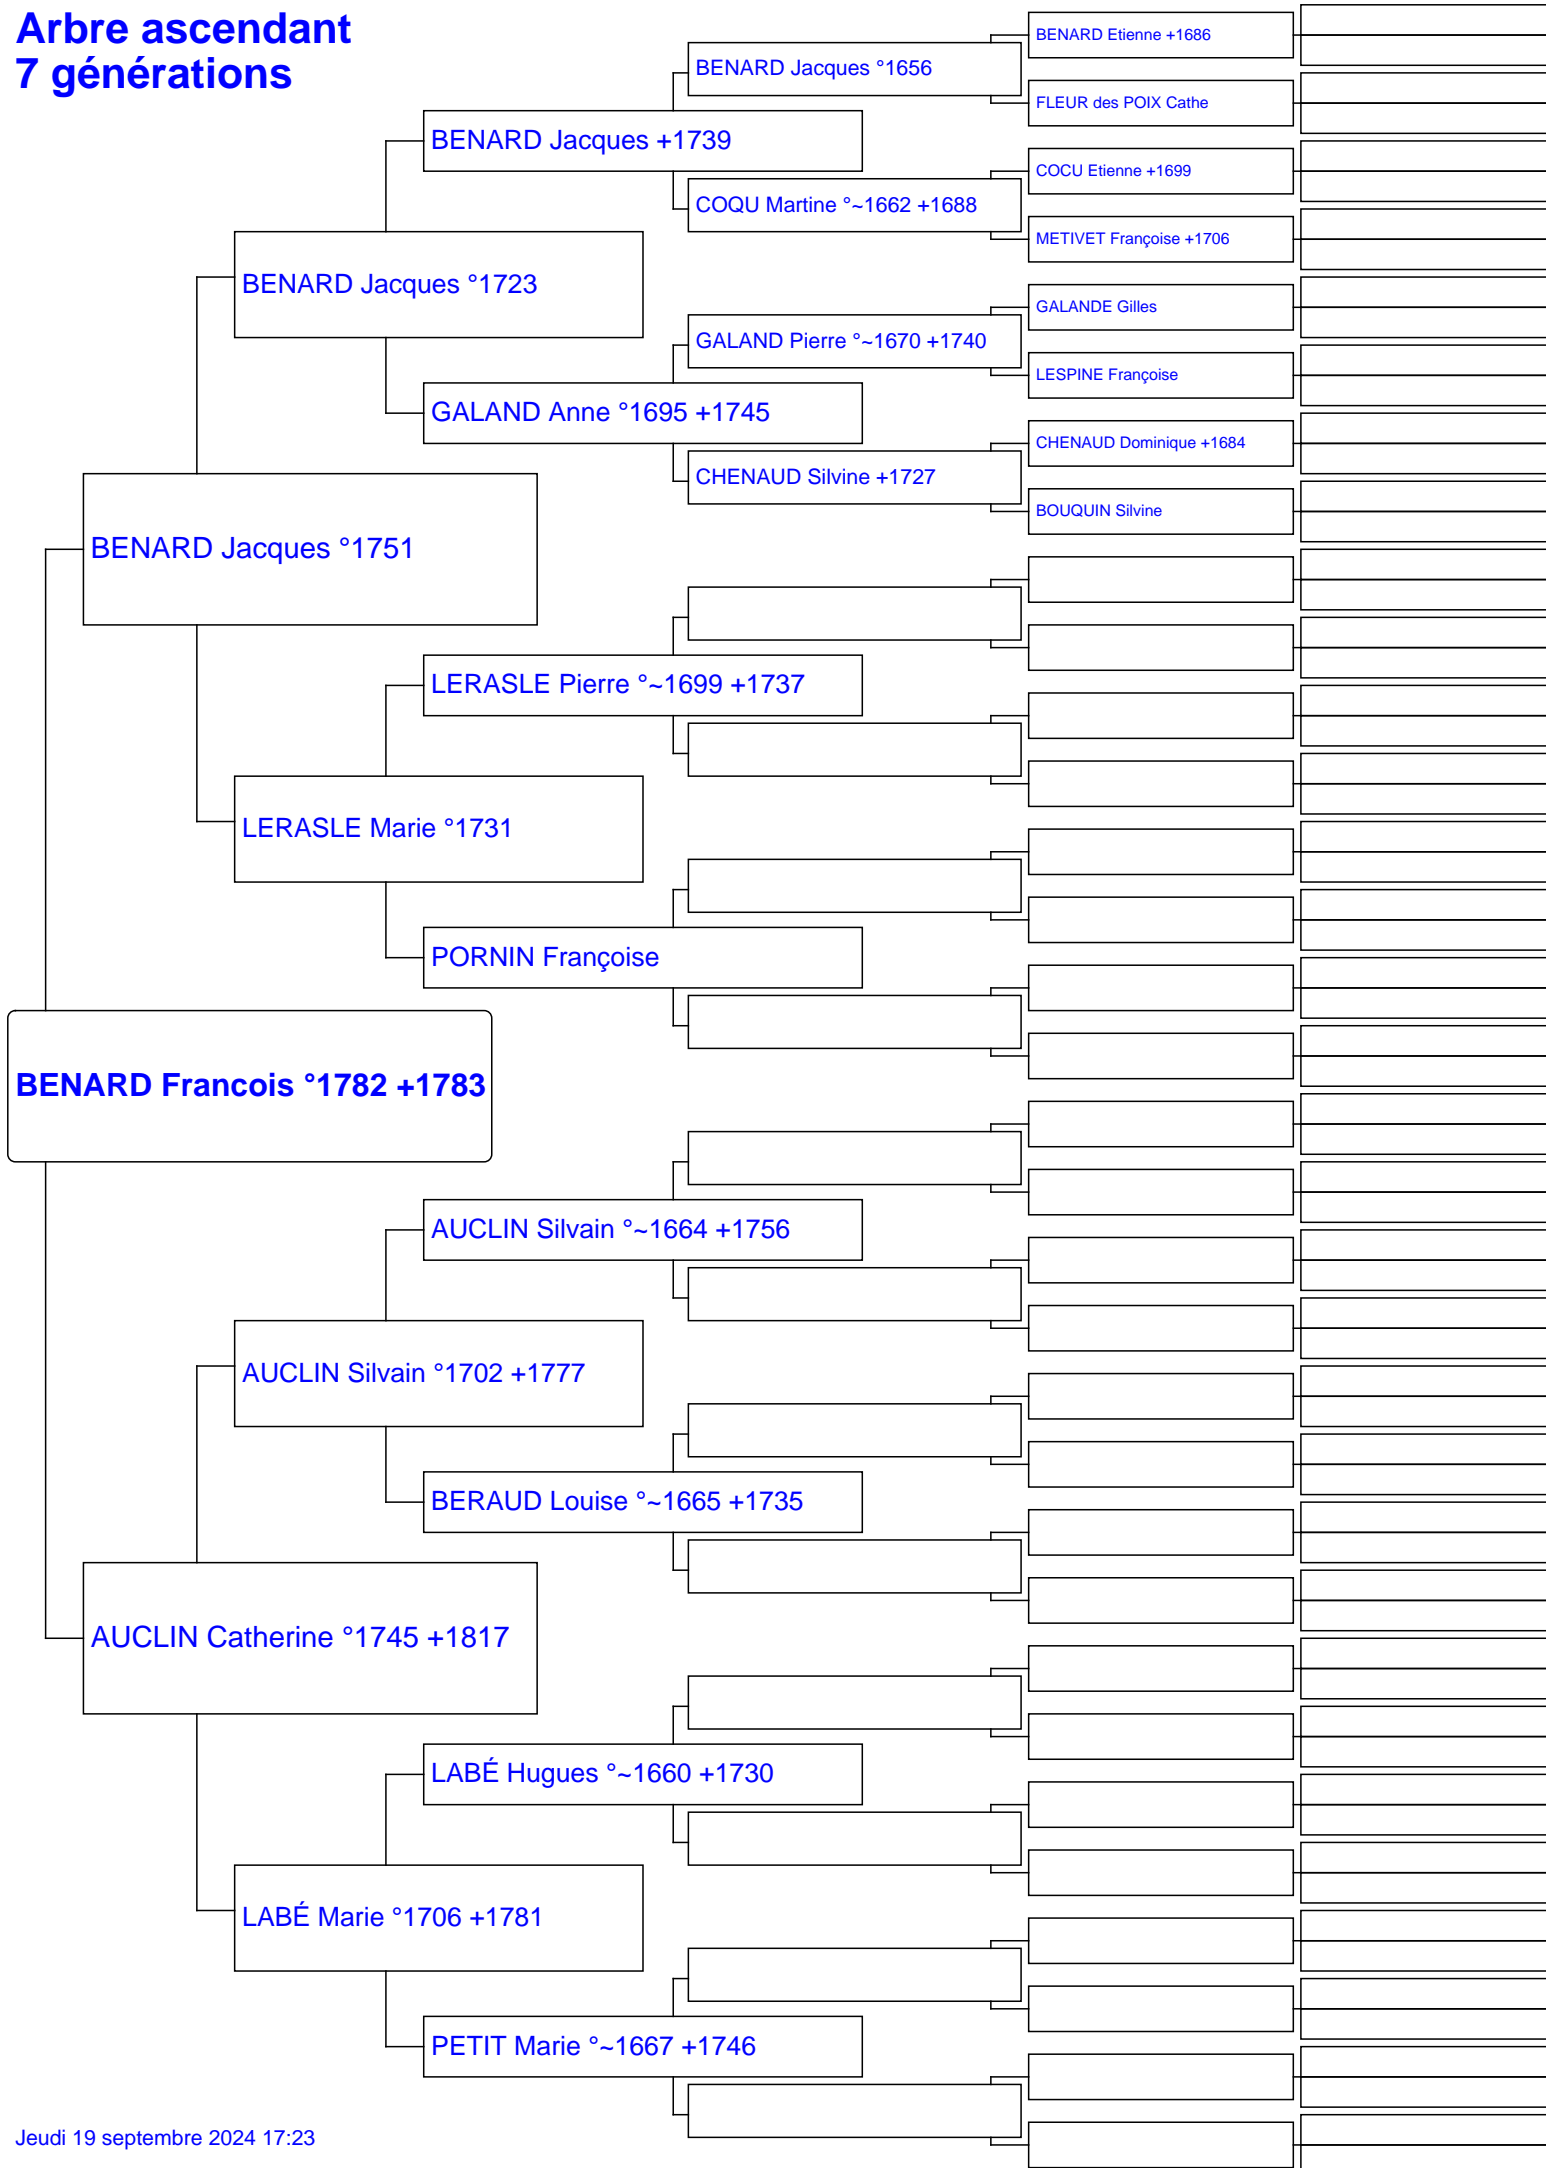 Arbre ascendant
7 générations
BENARD Etienne +1686
BENARD Jacques °1656
FLEUR des POIX Cathe
BENARD Jacques +1739
COCU Etienne +1699
COQU Martine °~1662 +1688
METIVET Françoise +1706
BENARD Jacques °1723
GALANDE Gilles
GALAND Pierre °~1670 +1740
LESPINE Françoise
GALAND Anne °1695 +1745
CHENAUD Dominique +1684
CHENAUD Silvine +1727
BOUQUIN Silvine
BENARD Jacques °1751
LERASLE Pierre °~1699 +1737
LERASLE Marie °1731
PORNIN Françoise
BENARD Francois °1782 +1783
AUCLIN Silvain °~1664 +1756
AUCLIN Silvain °1702 +1777
BERAUD Louise °~1665 +1735
AUCLIN Catherine °1745 +1817
LABÉ Hugues °~1660 +1730
LABÉ Marie °1706 +1781
PETIT Marie °~1667 +1746
Jeudi 19 septembre 2024 17:23